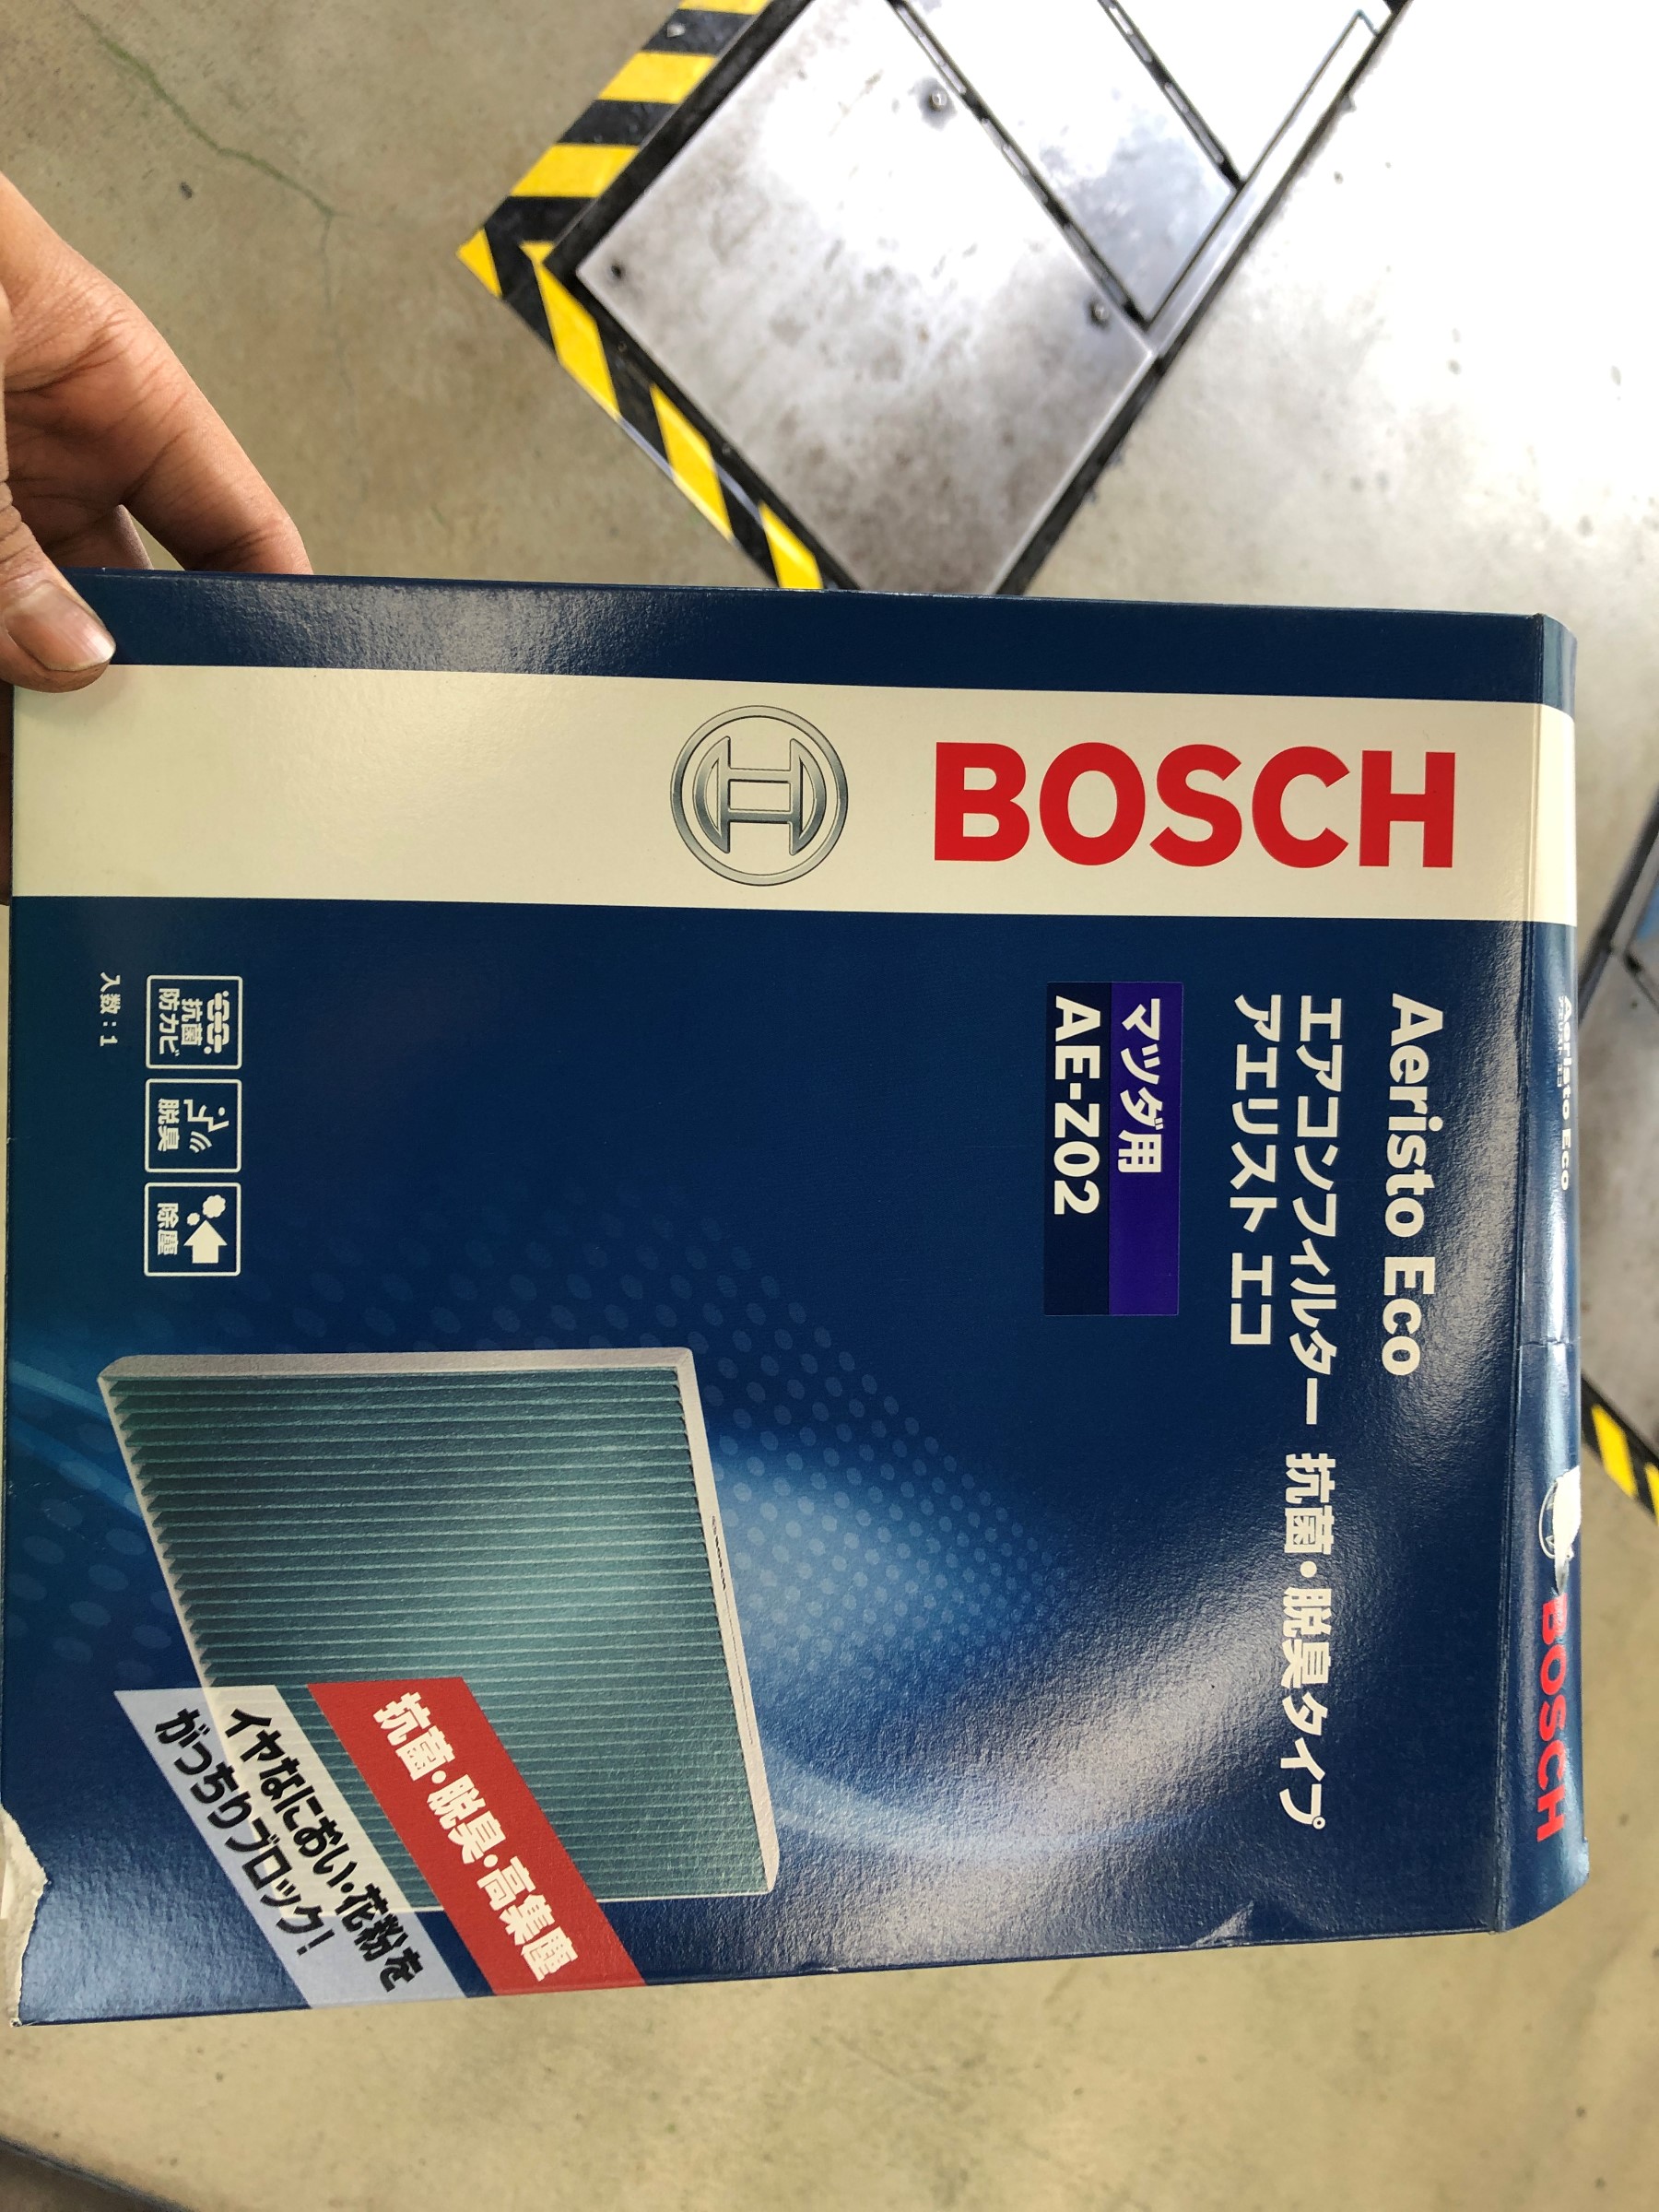 BOSCH
Aeristo Eco
エアコンフィルター 抗菌・脱臭タイプ
アエリスト エコ
マツダ用
AE-Z02
抗菌・脱臭・高集塵
イヤなにおい・花粉を
がっちりブロック!
抗菌
防カビ
脱臭
除塵
入数:1
Aeristo Eco
BOSCH